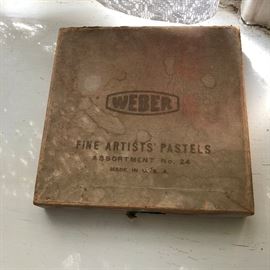 WEBER
FINE ARTISTS' PASTELS
ASSORTMENT No. 24
MADE IN U.S.A.